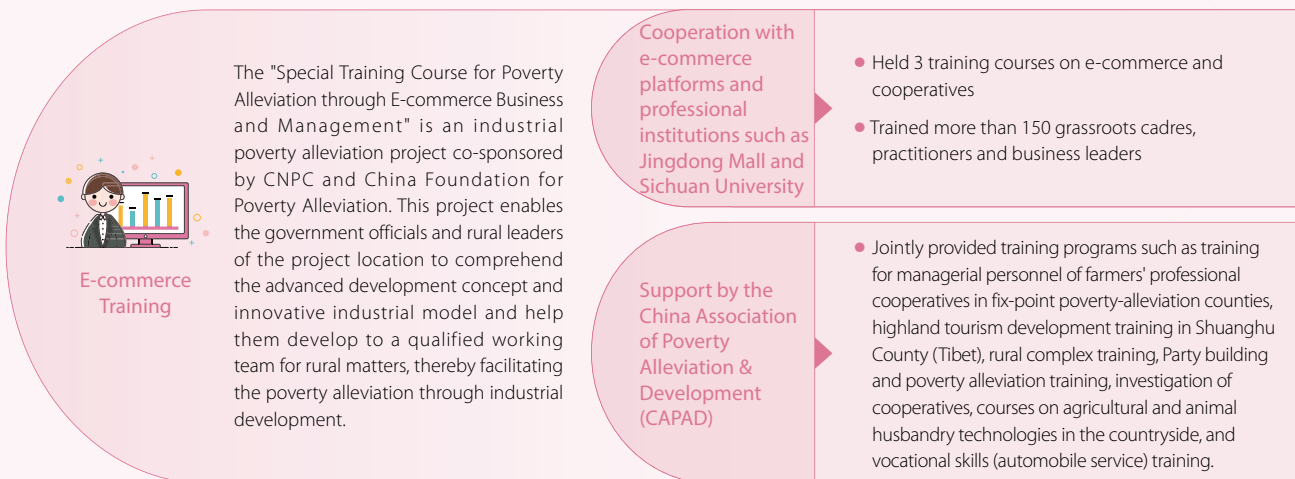 E-commerce
Training
The "Special Training Course for Poverty
Alleviation through E-commerce Business
and Management" is an industrial
poverty alleviation project co-sponsored
by CNPC and China Foundation for
Poverty Alleviation. This project enables
the government officials and rural leaders
of the project location to comprehend
the advanced development concept and
innovative industrial model and help
them develop to a qualified working
team for rural matters, thereby facilitating
the poverty alleviation through industrial
development.
Cooperation with
e-commerce
platforms and
professional
institutions such as
Jingdong Mall and
Sichuan University
● Held 3 training courses on e-commerce and
cooperatives
● Trained more than 150 grassroots cadres,
practitioners and business leaders
Support by the
China Association
of Poverty
Alleviation &
Development
(CAPAD)
● Jointly provided training programs such as training
for managerial personnel of farmers' professional
cooperatives in fix-point poverty-alleviation counties,
highland tourism development training in Shuanghu
County (Tibet), rural complex training, Party building
and poverty alleviation training, investigation of
cooperatives, courses on agricultural and animal
husbandry technologies in the countryside, and
vocational skills (automobile service) training.